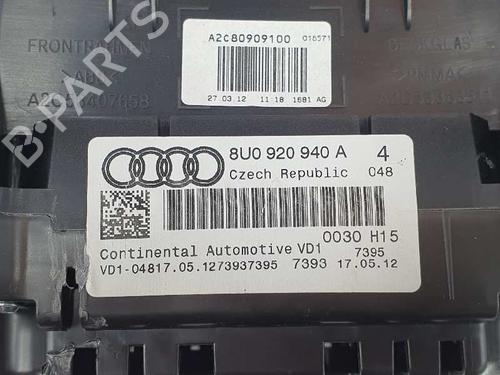 A2C80909100
016571
FRONTRAHMEN
27.03.12 11:18 1681 AG
8U0 920 940 A 4
Czech Republic 048
0030 H15
Continental Automotive VD1 7395
VD1-04817.05.1273937395 7393 17.05.12
B-PARTS